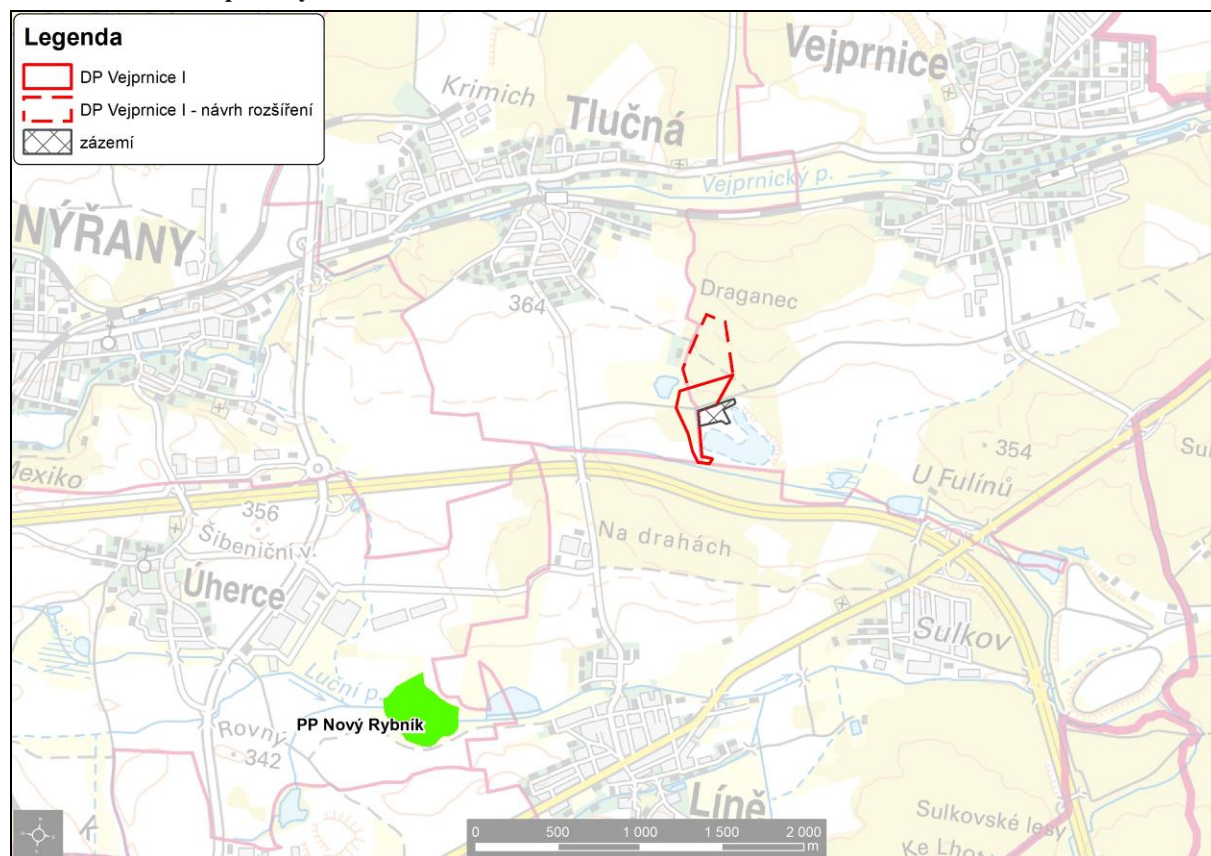 Legenda
DP Vejprnice I
DP Vejprnice I - návrh rozšíření
zázemí
Vejprnice
Krimich
Tlučná
Vejprnický p.
NÝŘANY
Draganec
364
354
Mexiko
U Fulínů
356
Na drahách
Šibeniční v.
Úherce
Sulkov
Luční p.
PP Nový Rybník
Rovný
342
Líně
Sulkovské lesy
0 500 1 000 1 500 2 000
m
Ke Lhotě